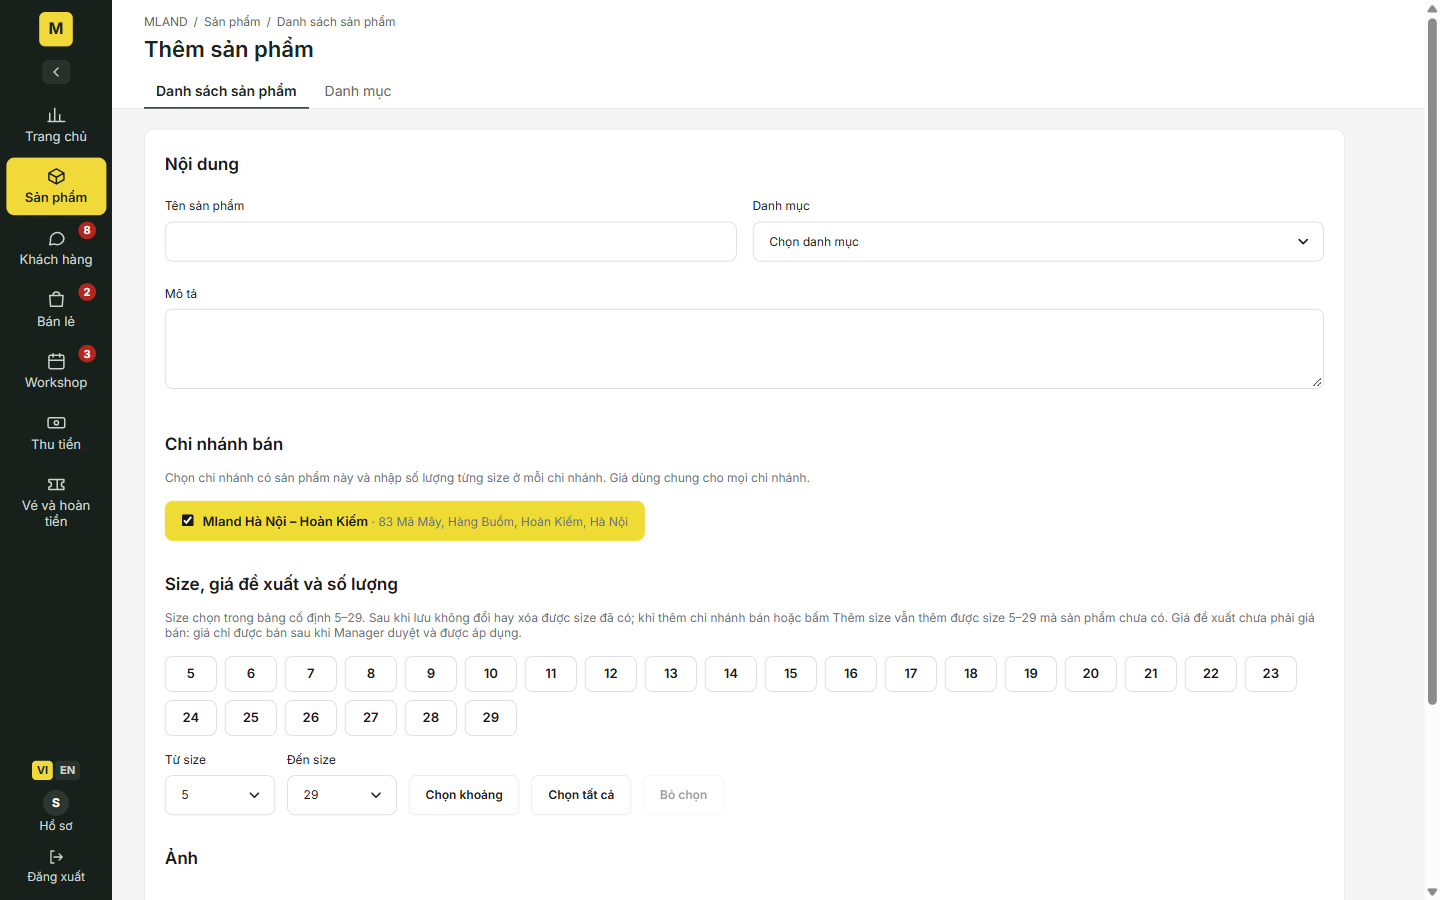 M
MLAND / Sản phẩm / Danh sách sản phẩm
Thêm sản phẩm
Danh sách sản phẩm
Danh mục
Trang chủ
Sản phẩm
8
Khách hàng
2
Bán lẻ
3
Workshop
Thu tiền
Vé và hoàn
tiền
VI EN
S
Hồ sơ
Đăng xuất
Nội dung
Tên sản phẩm
Danh mục
Chọn danh mục
Mô tả
Chi nhánh bán
Chọn chi nhánh có sản phẩm này và nhập số lượng từng size ở mỗi chi nhánh. Giá dùng chung cho mọi chi nhánh.
Mland Hà Nội – Hoàn Kiếm · 83 Mã Mây, Hàng Buồm, Hoàn Kiếm, Hà Nội
Size, giá đề xuất và số lượng
Size chọn trong bảng cố định 5–29. Sau khi lưu không đổi hay xóa được size đã có; khi thêm chi nhánh bán hoặc bấm Thêm size vẫn thêm được size 5–29 mà sản phẩm chưa có. Giá đề xuất chưa phải giá
bán: giá chỉ được bán sau khi Manager duyệt và được áp dụng.
5 6 7 8 9 10 11 12 13 14 15 16 17 18 19 20 21 22 23
24 25 26 27 28 29
Từ size
Đến size
5
29
Chọn khoảng
Chọn tất cả
Bỏ chọn
Ảnh